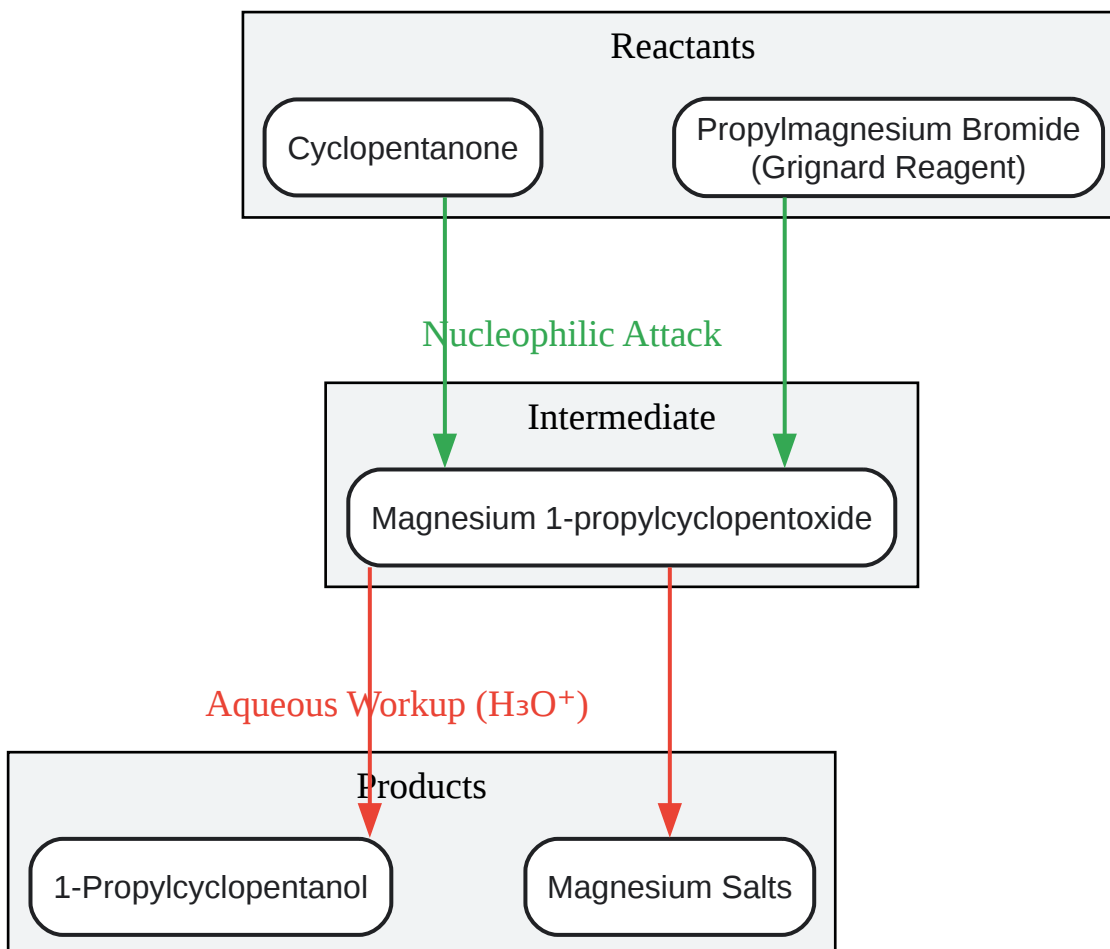 Reactants
Cyclopentanone
Propylmagnesium Bromide
(Grignard Reagent)
Nucleophilic Attack
Intermediate
Magnesium 1-propylcyclopentoxide
Aqueous Workup (H₃O⁺)
Products
1-Propylcyclopentanol
Magnesium Salts